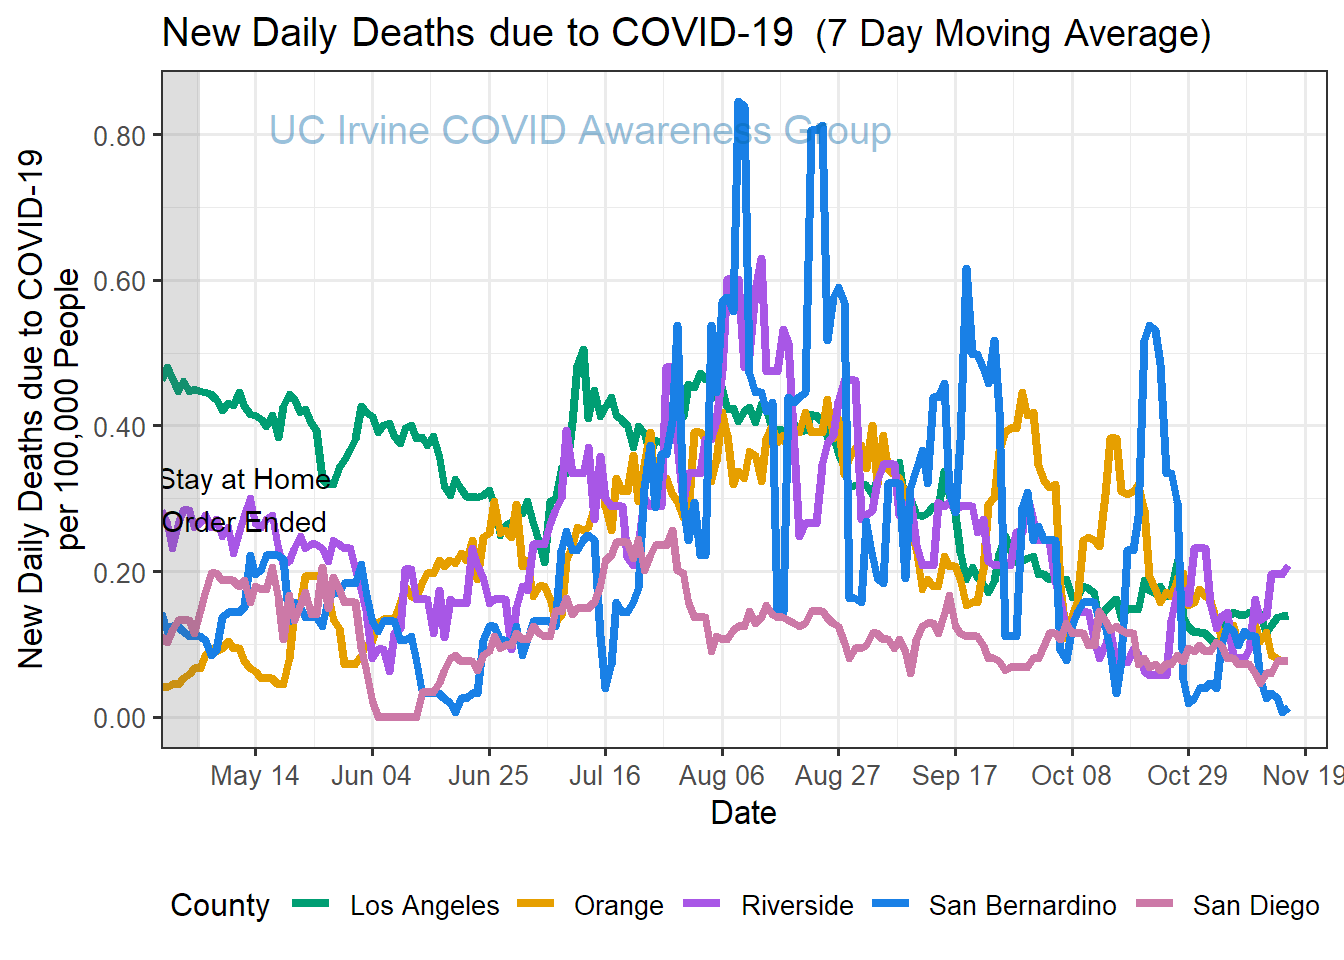 New Daily Deaths due to COVID-19 (7 Day Moving Average)
UC Irvine COVID Awareness Group
New Daily Deaths due to COVID-19
per 100,000 People
0.80
0.60
0.40
0.20
0.00
Stay at Home
Order Ended
May 14 Jun 04 Jun 25 Jul 16 Aug 06 Aug 27 Sep 17 Oct 08 Oct 29 Nov 19
Date
County Los Angeles Orange Riverside San Bernardino San Diego